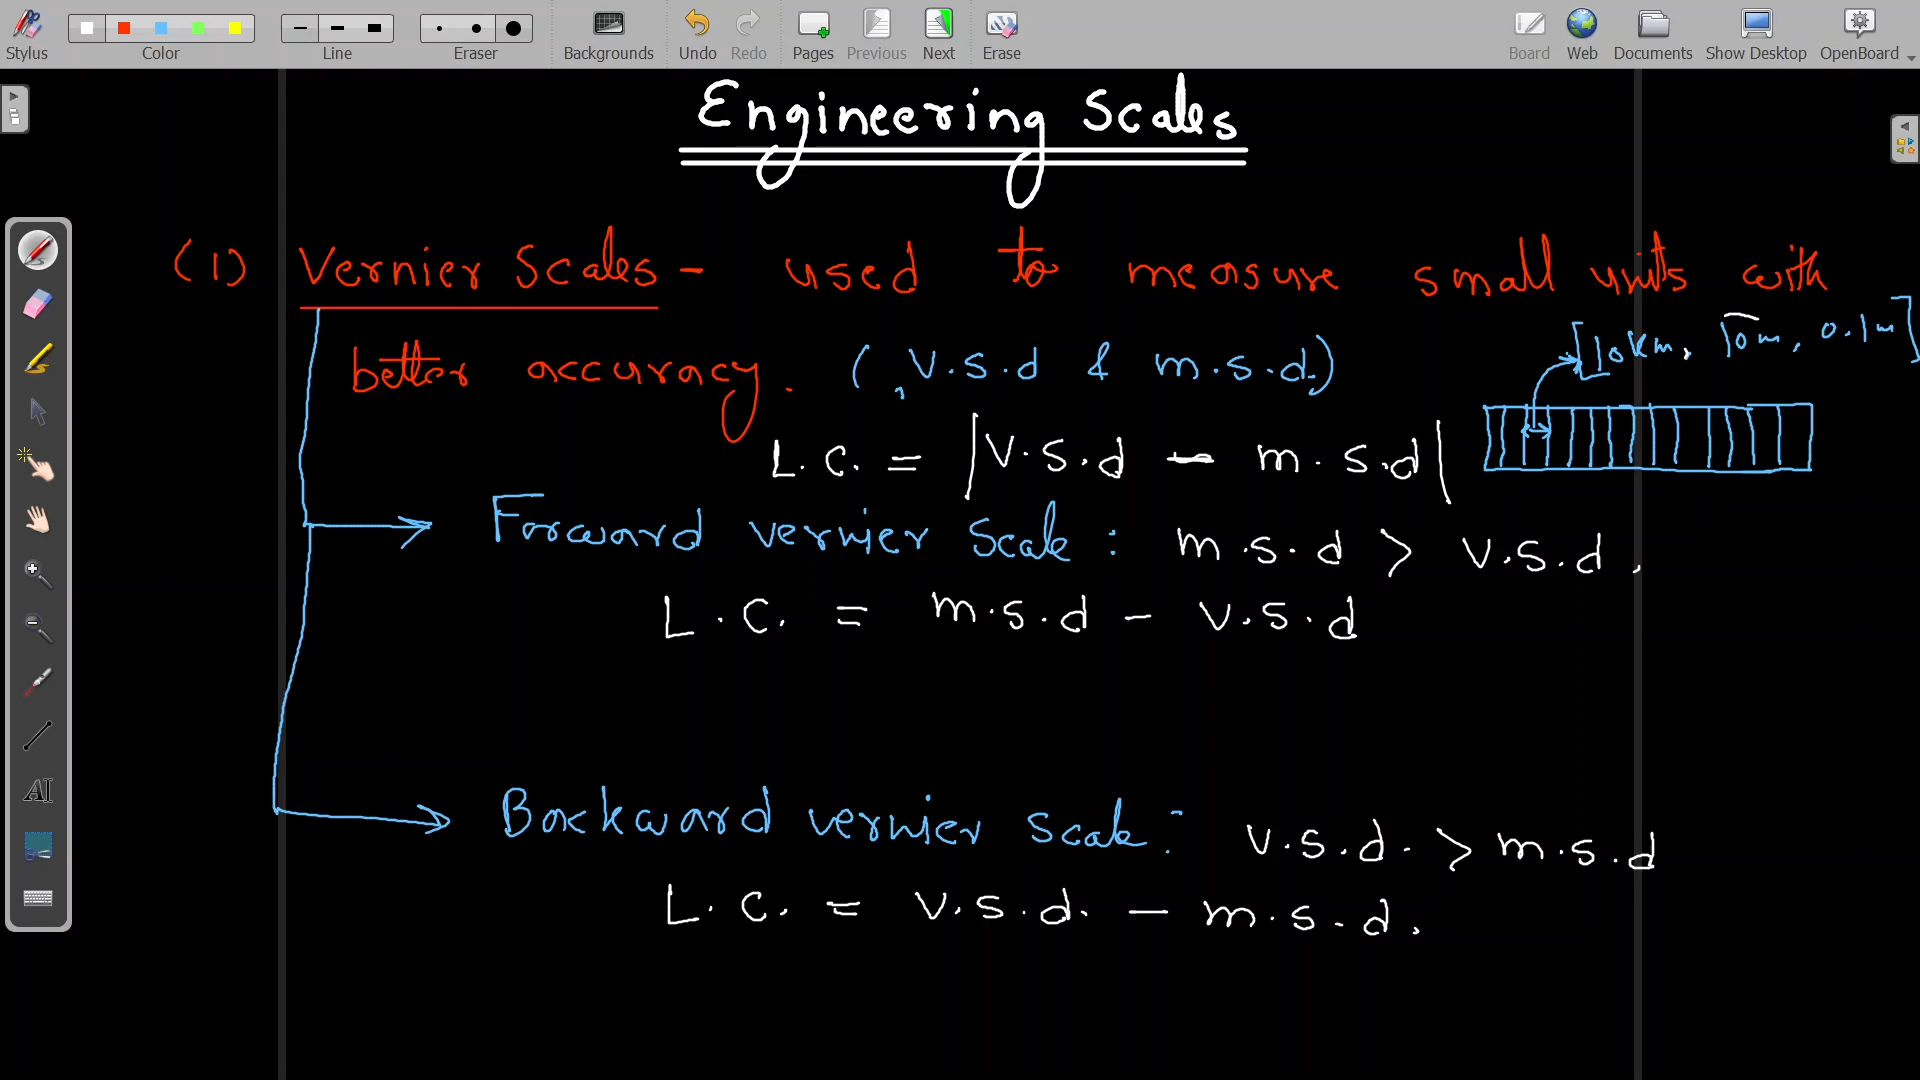 Stylus Color Line Eraser Backgrounds Undo Redo Pages Previous Next Erase Board Web Documents Show Desktop OpenBoard
Engineering Scales
(1) Vernier Scales - used to measure small units with
better accuracy. (, V.S.d & m.s.d.)
[10km, 10m, 0.1m]
L.C. = |V.S.d - m.s.d|
Forward vernier Scale : m.s.d > V.S.d.
L.C. = m.s.d - V.S.d
Backward vernier scale: V.S.d. > m.s.d
L.C. = V.S.d. - m.s.d.
AI